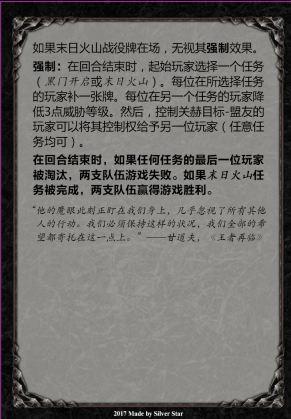 如果末日火山战役牌在场，无视其强制效果。
强制：在回合结束时，起始玩家选择一个任务
（黑门开启或末日火山）。每位在所选择任务
的玩家补一张牌。每位在另一个任务的玩家降
低3点威胁等级。然后，控制关赫目标-盟友的
玩家可以将其控制权给予另一位玩家（任意任
务均可）。
在回合结束时，如果任何任务的最后一位玩家
被淘汰，两支队伍游戏失败。如果末日火山任
务被完成，两支队伍赢得游戏胜利。
“他的魔眼此刻正盯在我们身上，几乎忽视了所有其他
人的行动。我们必须保持这样的状况，我们全部的希
望都寄托在这一点上。”——甘道夫，《王者再临》
2017 Made by Silver Star